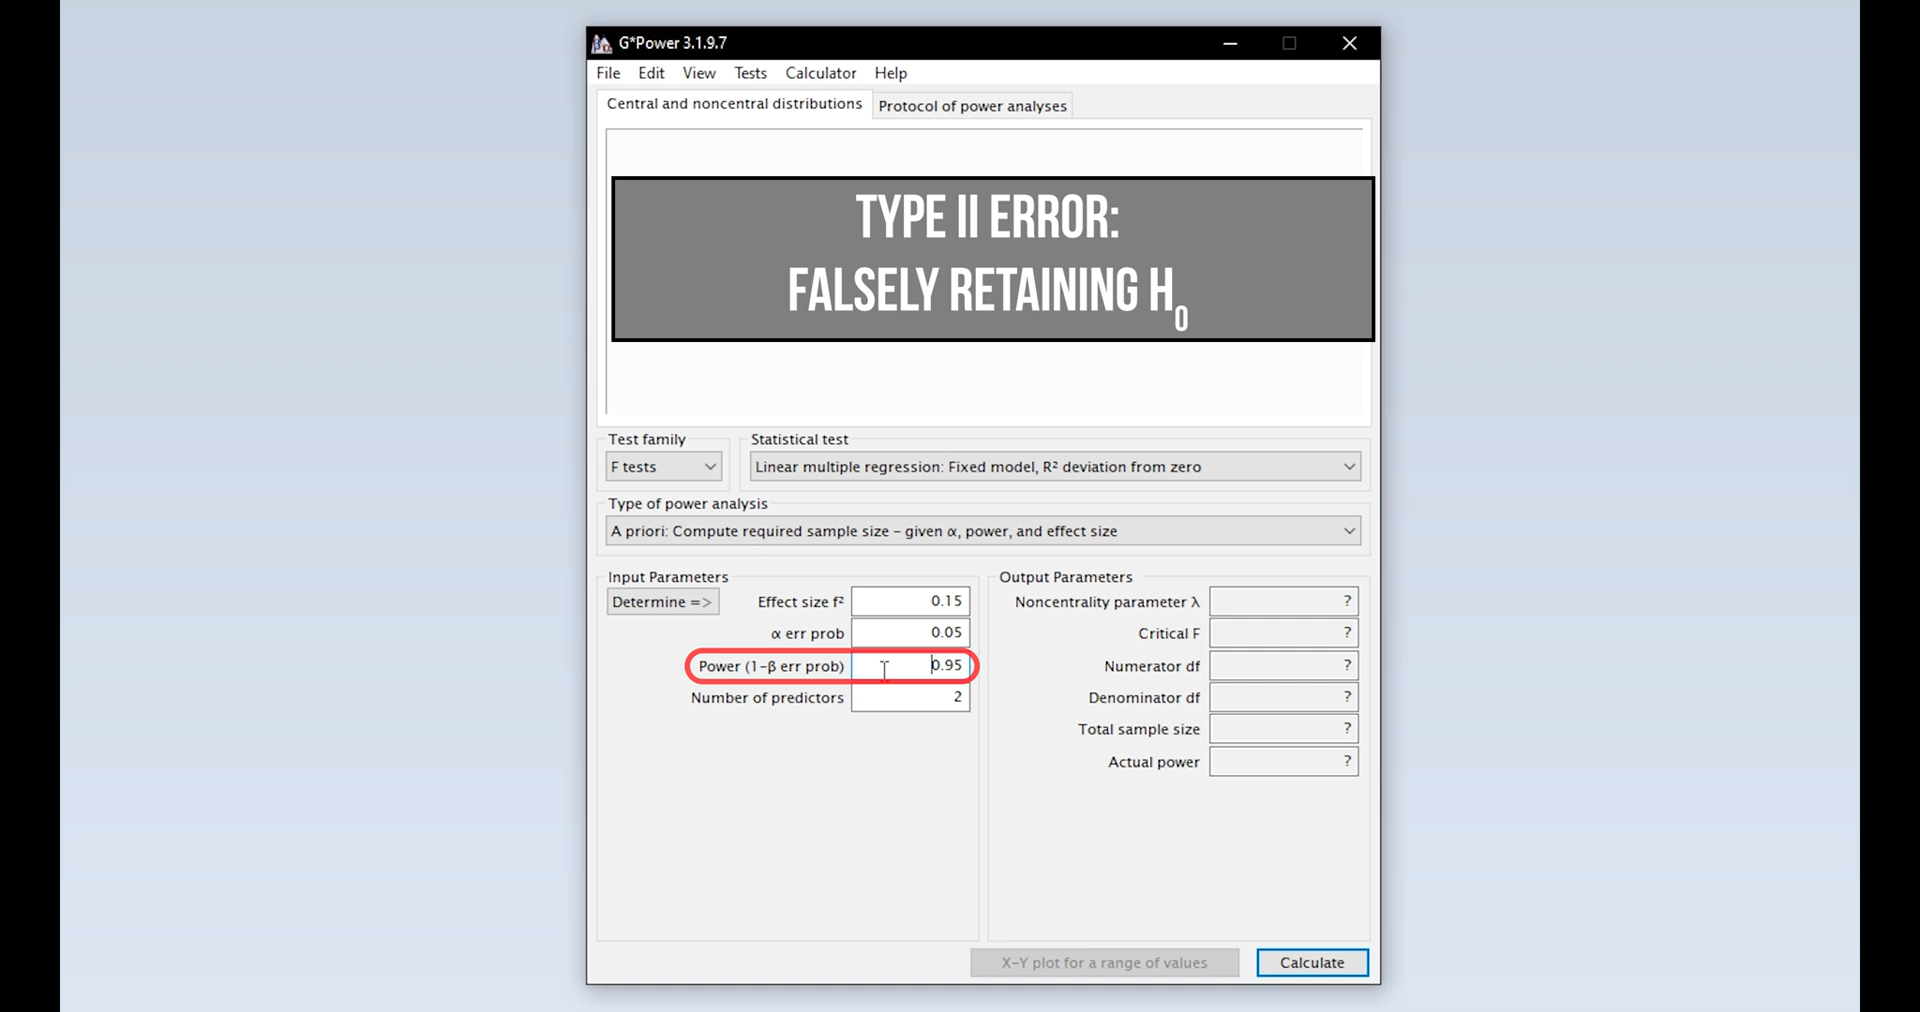 G*Power 3.1.9.7
File Edit View Tests Calculator Help
Central and noncentral distributions Protocol of power analyses
TYPE II ERROR:
FALSELY RETAINING H₀
Test family Statistical test
F tests Linear multiple regression: Fixed model, R² deviation from zero
Type of power analysis
A priori: Compute required sample size – given α, power, and effect size
Input Parameters Output Parameters
Determine => Effect size f² 0.15 Noncentrality parameter λ ?
α err prob 0.05 Critical F ?
Power (1–β err prob) 0.95 Numerator df ?
Number of predictors 2 Denominator df ?
Total sample size ?
Actual power ?
X–Y plot for a range of values Calculate